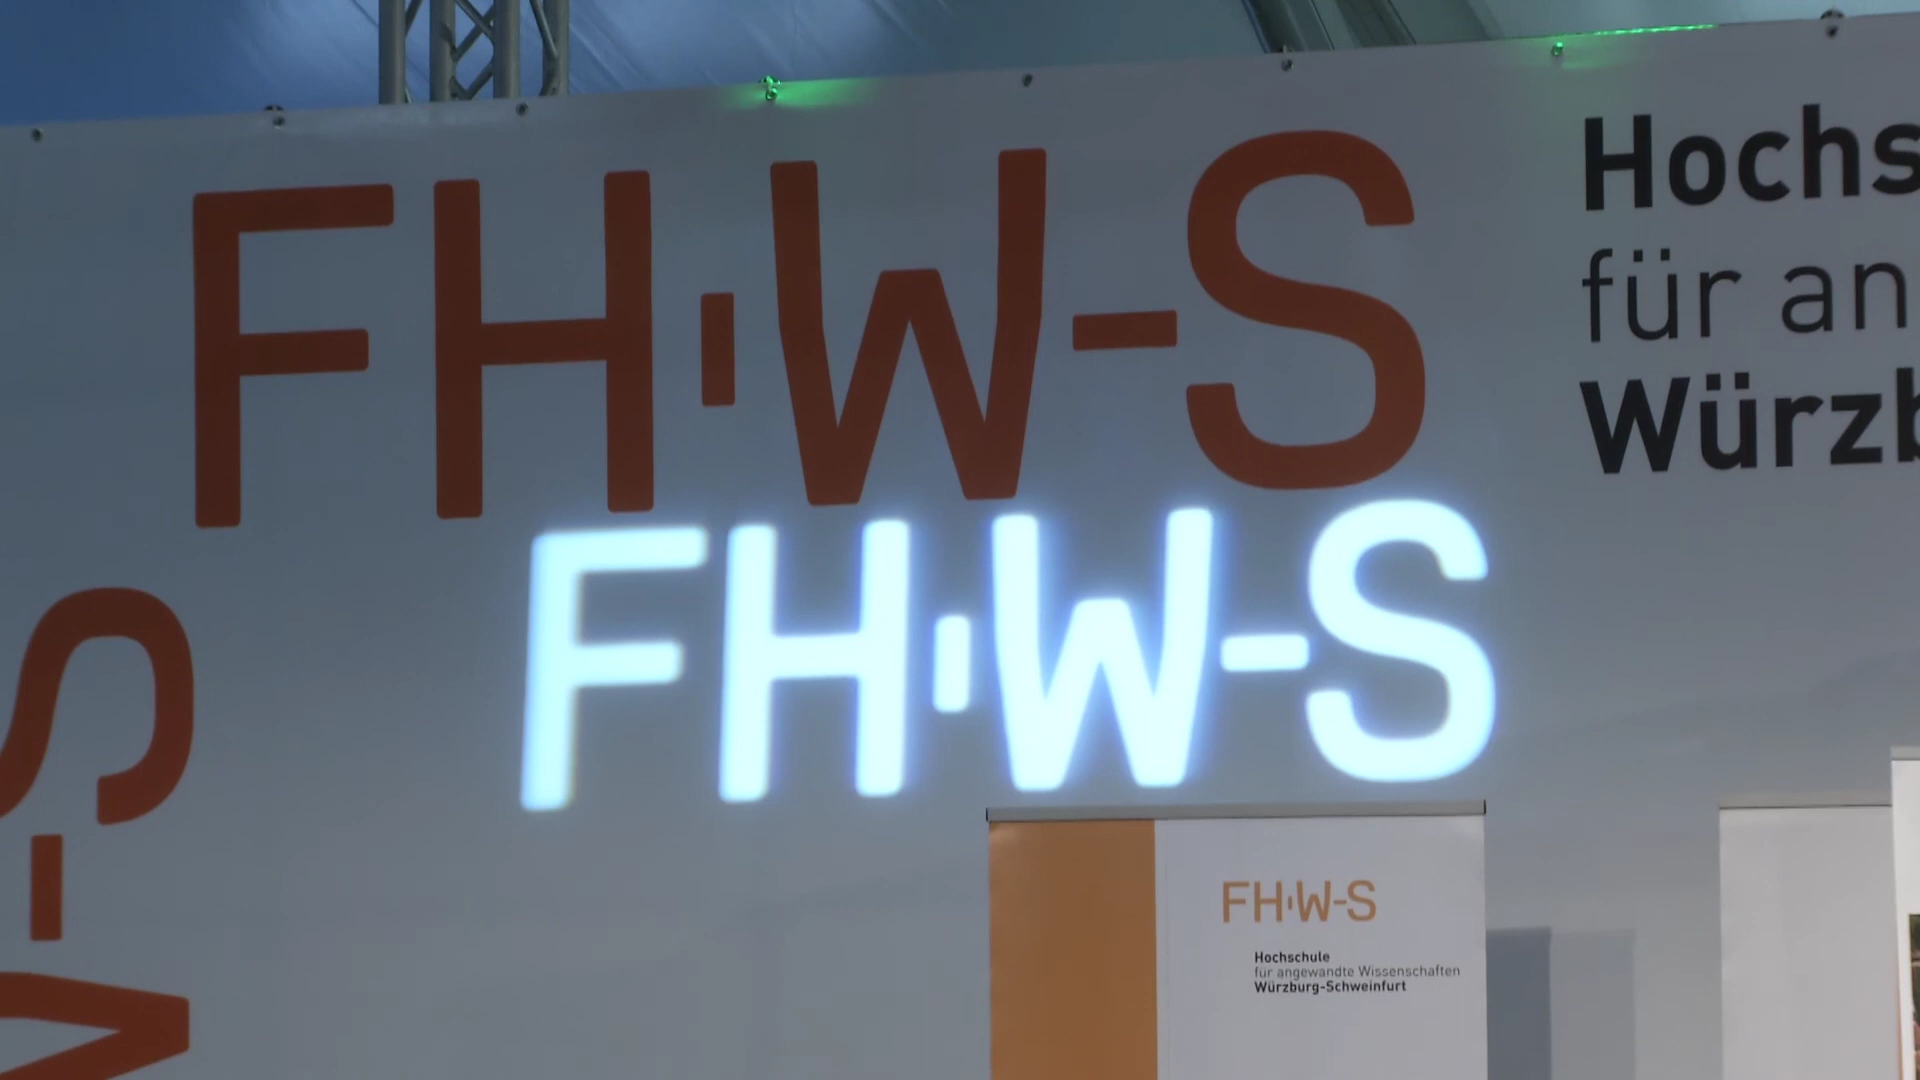 FH·W-S
Hochs
für an
Würzb
FH·W-S
W-S
FH·W-S
Hochschule
für angewandte Wissenschaften
Würzburg-Schweinfurt